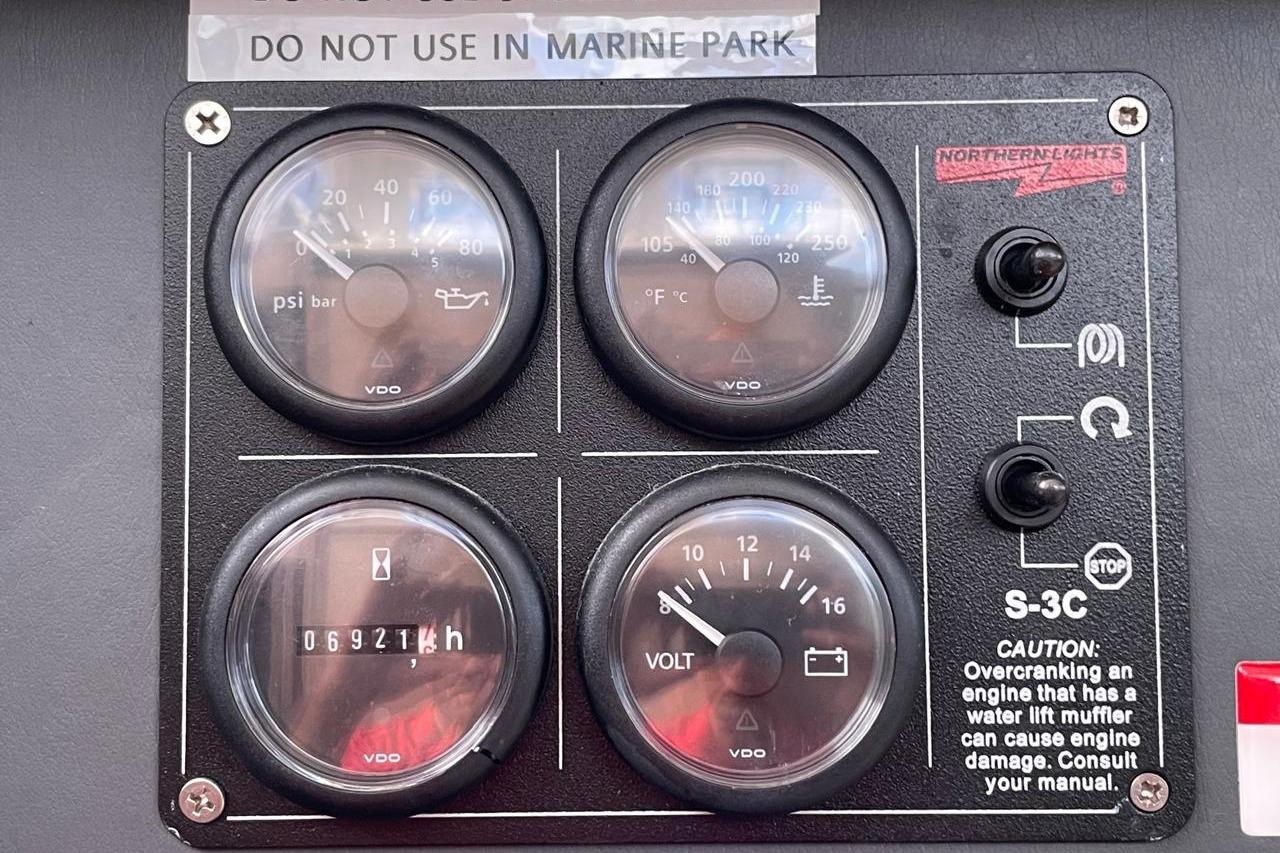 DO NOT USE IN MARINE PARK
20 40 60
0 1 2 3 4 5 80
psi bar
VDO
200
180 220
140 230
105 80 100 250
40 120
°F °C
VDO
NORTHERN LIGHTS
®
06921, h
VDO
10 12 14
8 16
VOLT
VDO
STOP
S-3C
CAUTION:
Overcranking an
engine that has a
water lift muffler
can cause engine
damage. Consult
your manual.